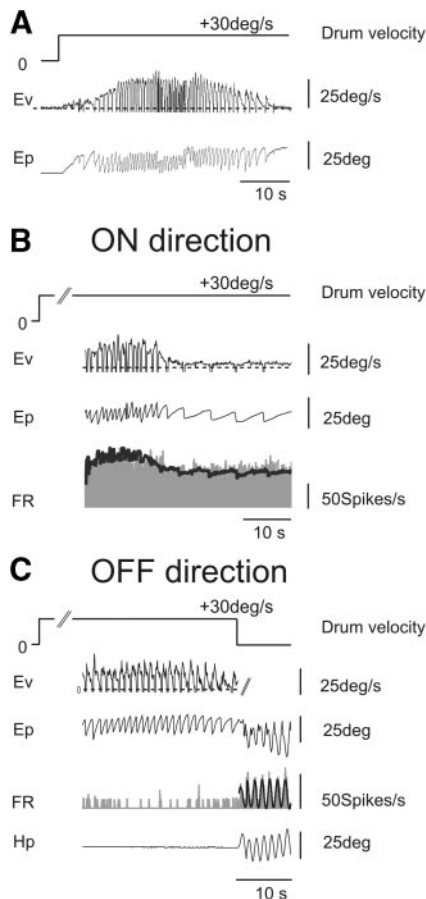 A
+30deg/s
Drum velocity
0
Ev
25deg/s
Ep
25deg
10 s
B ON direction
+30deg/s
Drum velocity
0
Ev
25deg/s
Ep
25deg
FR
50Spikes/s
10 s
C OFF direction
+30deg/s
Drum velocity
0
Ev
0
25deg/s
Ep
25deg
FR
50Spikes/s
Hp
25deg
10 s